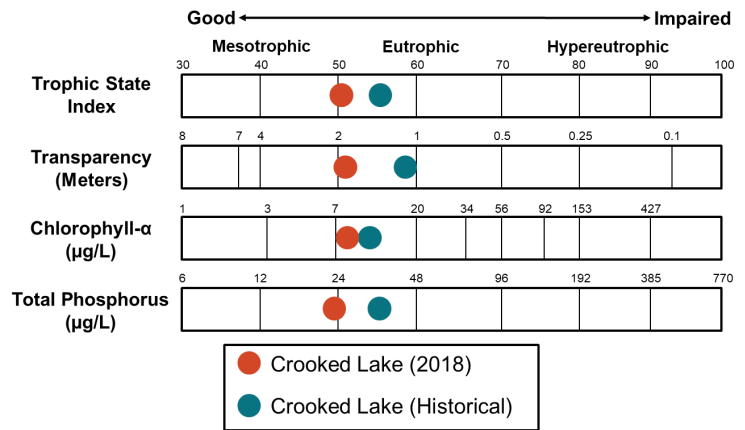 Good Impaired
Mesotrophic Eutrophic Hypereutrophic
30 40 50 60 70 80 90 100
Trophic State
Index
8 7 4 2 1 0.5 0.25 0.1
Transparency
(Meters)
1 3 7 20 34 56 92 153 427
Chlorophyll-α
(µg/L)
6 12 24 48 96 192 385 770
Total Phosphorus
(µg/L)
Crooked Lake (2018)
Crooked Lake (Historical)